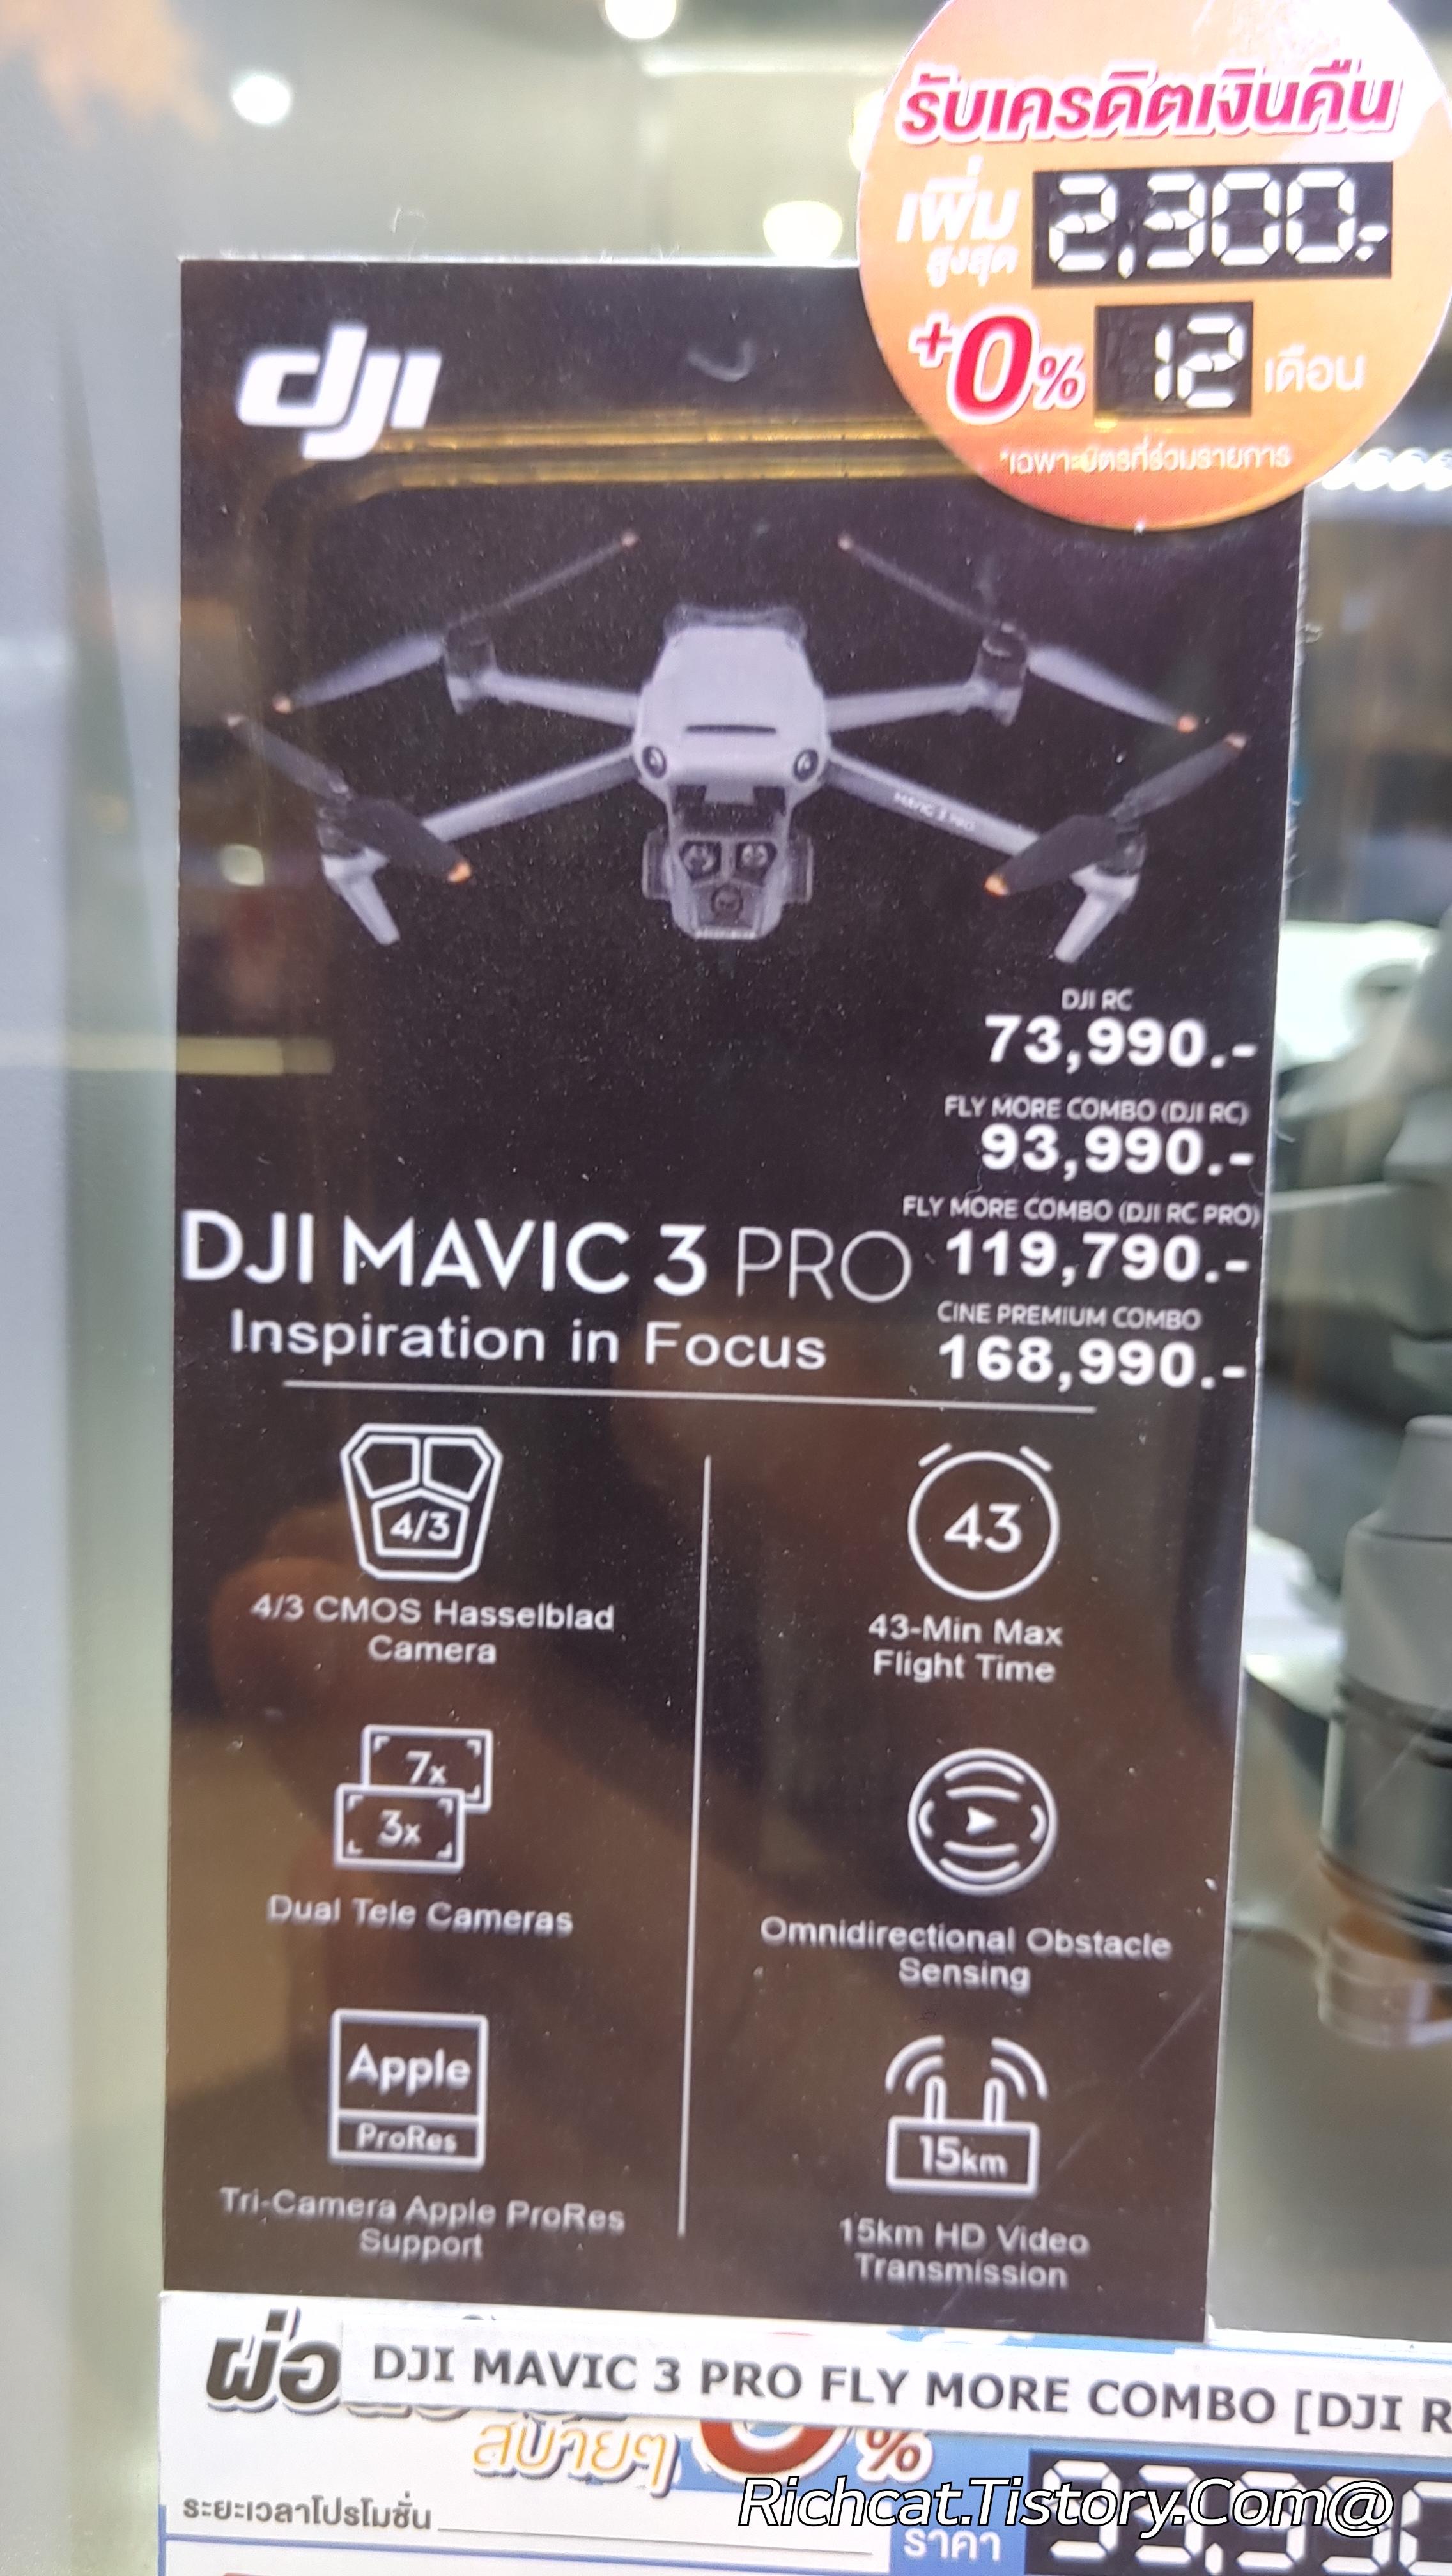 รับเครดิตเงินคืน
เพิ่ม
สูงสุด
2,300.-
+0% 12 เดือน
*เฉพาะบัตรที่ร่วมรายการ
dji
MAVIC 3 PRO
DJI RC
73,990.-
FLY MORE COMBO (DJI RC)
93,990.-
FLY MORE COMBO (DJI RC PRO)
119,790.-
CINE PREMIUM COMBO
168,990.-
DJI MAVIC 3 PRO
Inspiration in Focus
4/3
4/3 CMOS Hasselblad
Camera
43
43-Min Max
Flight Time
7x
3x
Dual Tele Cameras
Omnidirectional Obstacle
Sensing
Apple
ProRes
Tri-Camera Apple ProRes
Support
15km
15km HD Video
Transmission
ผ่อ
DJI MAVIC 3 PRO FLY MORE COMBO [DJI R
สบายๆ 0%
ระยะเวลาโปรโมชั่น
ราคา
Richcat.Tistory.Com@